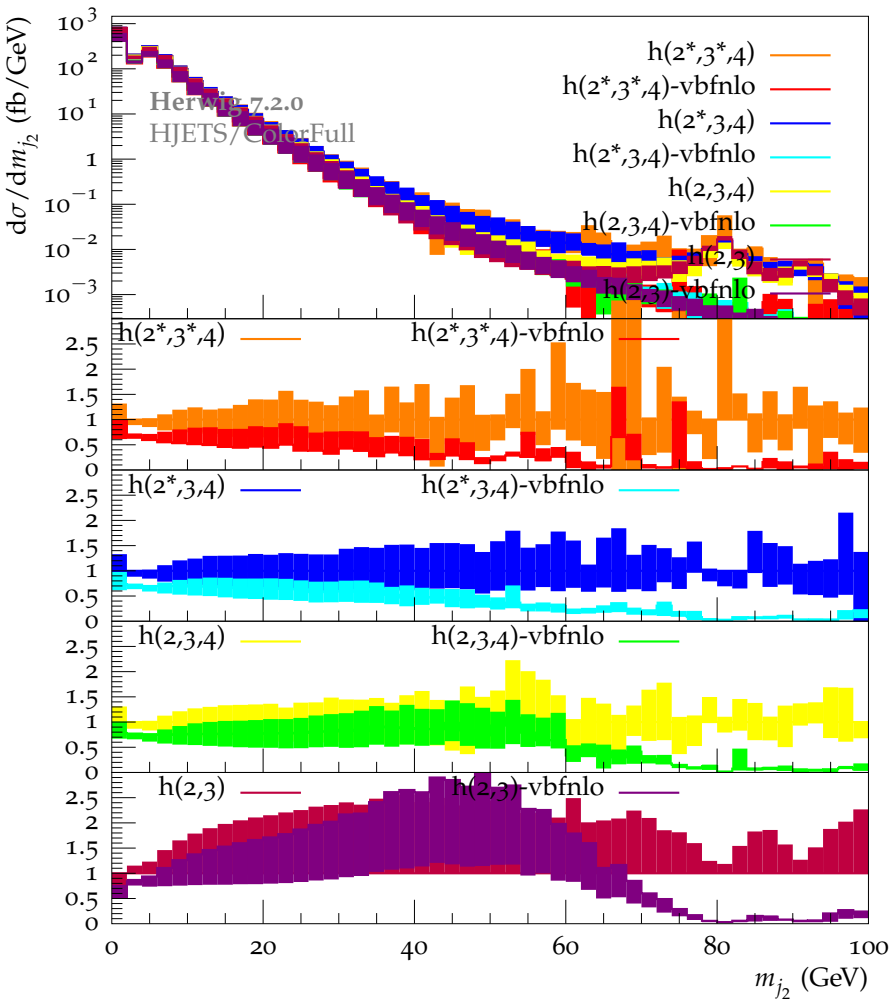 10³
10²
10¹
1
10⁻¹
10⁻²
10⁻³
dσ/dm_{j₂} (fb/GeV)
Herwig 7.2.0
HJETS/ColorFull
h(2*,3*,4)
h(2*,3*,4)-vbfnlo
h(2*,3,4)
h(2*,3,4)-vbfnlo
h(2,3,4)
h(2,3,4)-vbfnlo
h(2,3)
h(2,3)-vbfnlo
h(2*,3*,4) h(2*,3*,4)-vbfnlo
2.5
2
1.5
1
0.5
0
h(2*,3,4) h(2*,3,4)-vbfnlo
2.5
2
1.5
1
0.5
0
h(2,3,4) h(2,3,4)-vbfnlo
2.5
2
1.5
1
0.5
0
h(2,3) h(2,3)-vbfnlo
2.5
2
1.5
1
0.5
0
0 20 40 60 80 100
m_{j₂} (GeV)